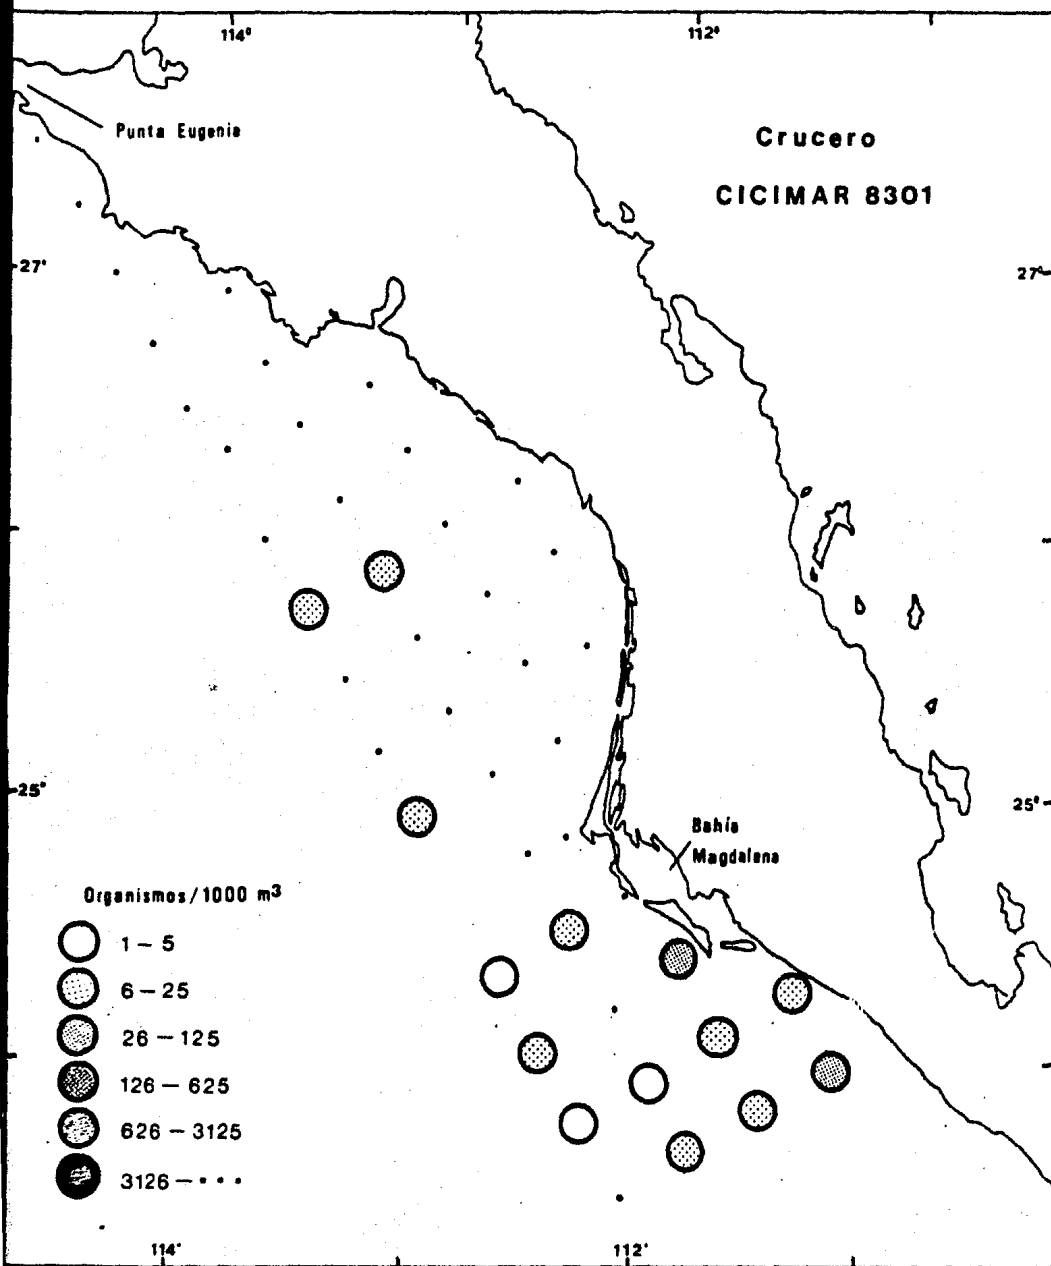 114°
112°
Punta Eugenia
Crucero
CICIMAR 8301
27°
27°
25°
25°
Bahía
Magdalena
Organismos/1000 m³
1 – 5
6 – 25
26 – 125
126 – 625
626 – 3125
3126 – • • •
114°
112°